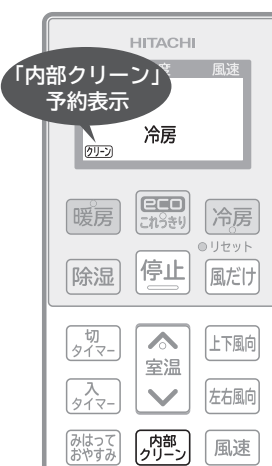 HITACHI
「内部クリーン」
予約表示
度 風速
冷房
クリーン
暖房 eco これっきり 冷房
リセット
除湿 停止 風だけ
切タイマー 上下風向
室温
入タイマー 左右風向
みはっておやすみ 内部クリーン 風速